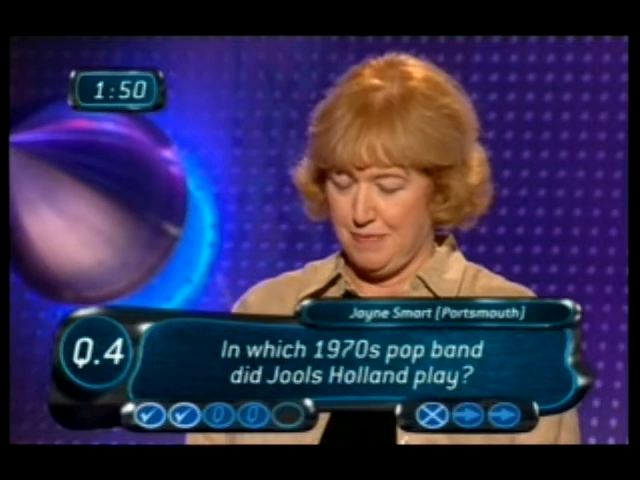 1:50
Jayne Smart (Portsmouth)
Q.4
In which 1970s pop band
did Jools Holland play?
Q Q